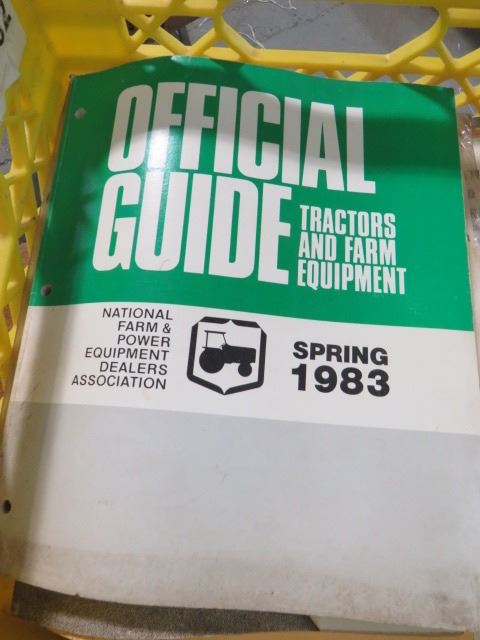 OFFICIAL
GUIDE
TRACTORS
AND FARM
EQUIPMENT
NATIONAL
FARM &
POWER
EQUIPMENT
DEALERS
ASSOCIATION
SPRING
1983